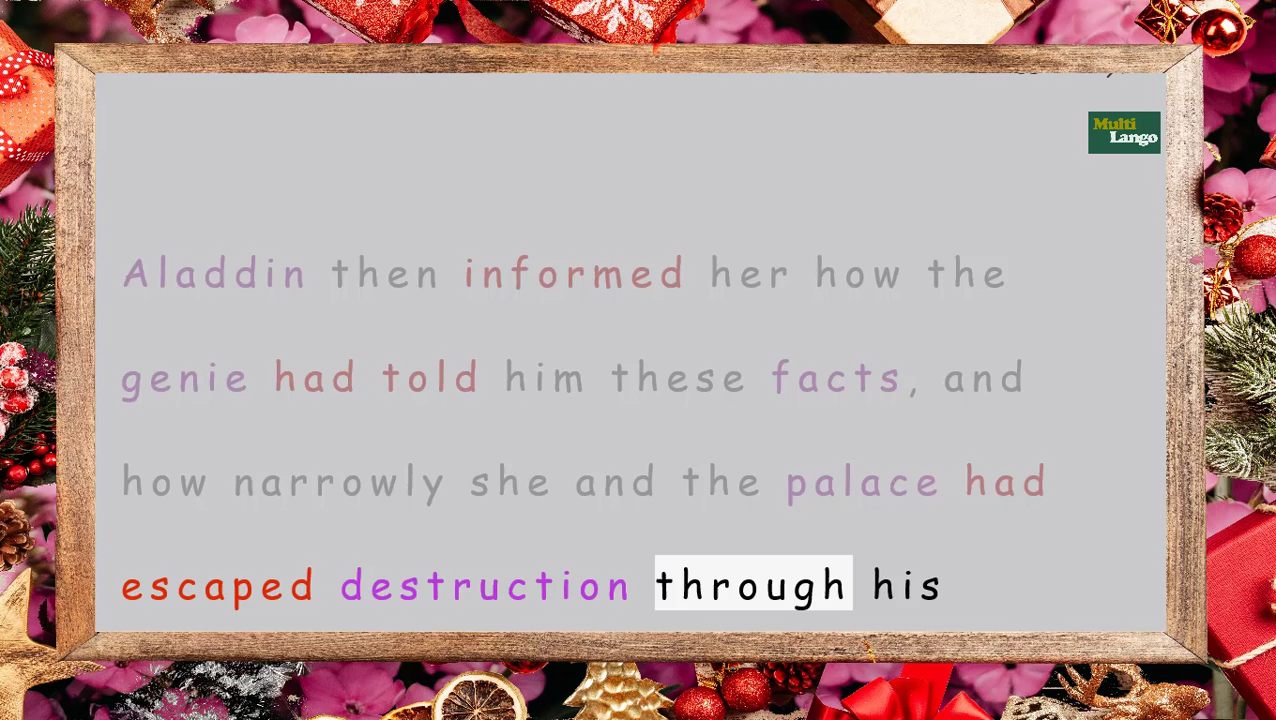 Multi
Lango
Aladdin then informed her how the
genie had told him these facts, and
how narrowly she and the palace had
escaped destruction through his